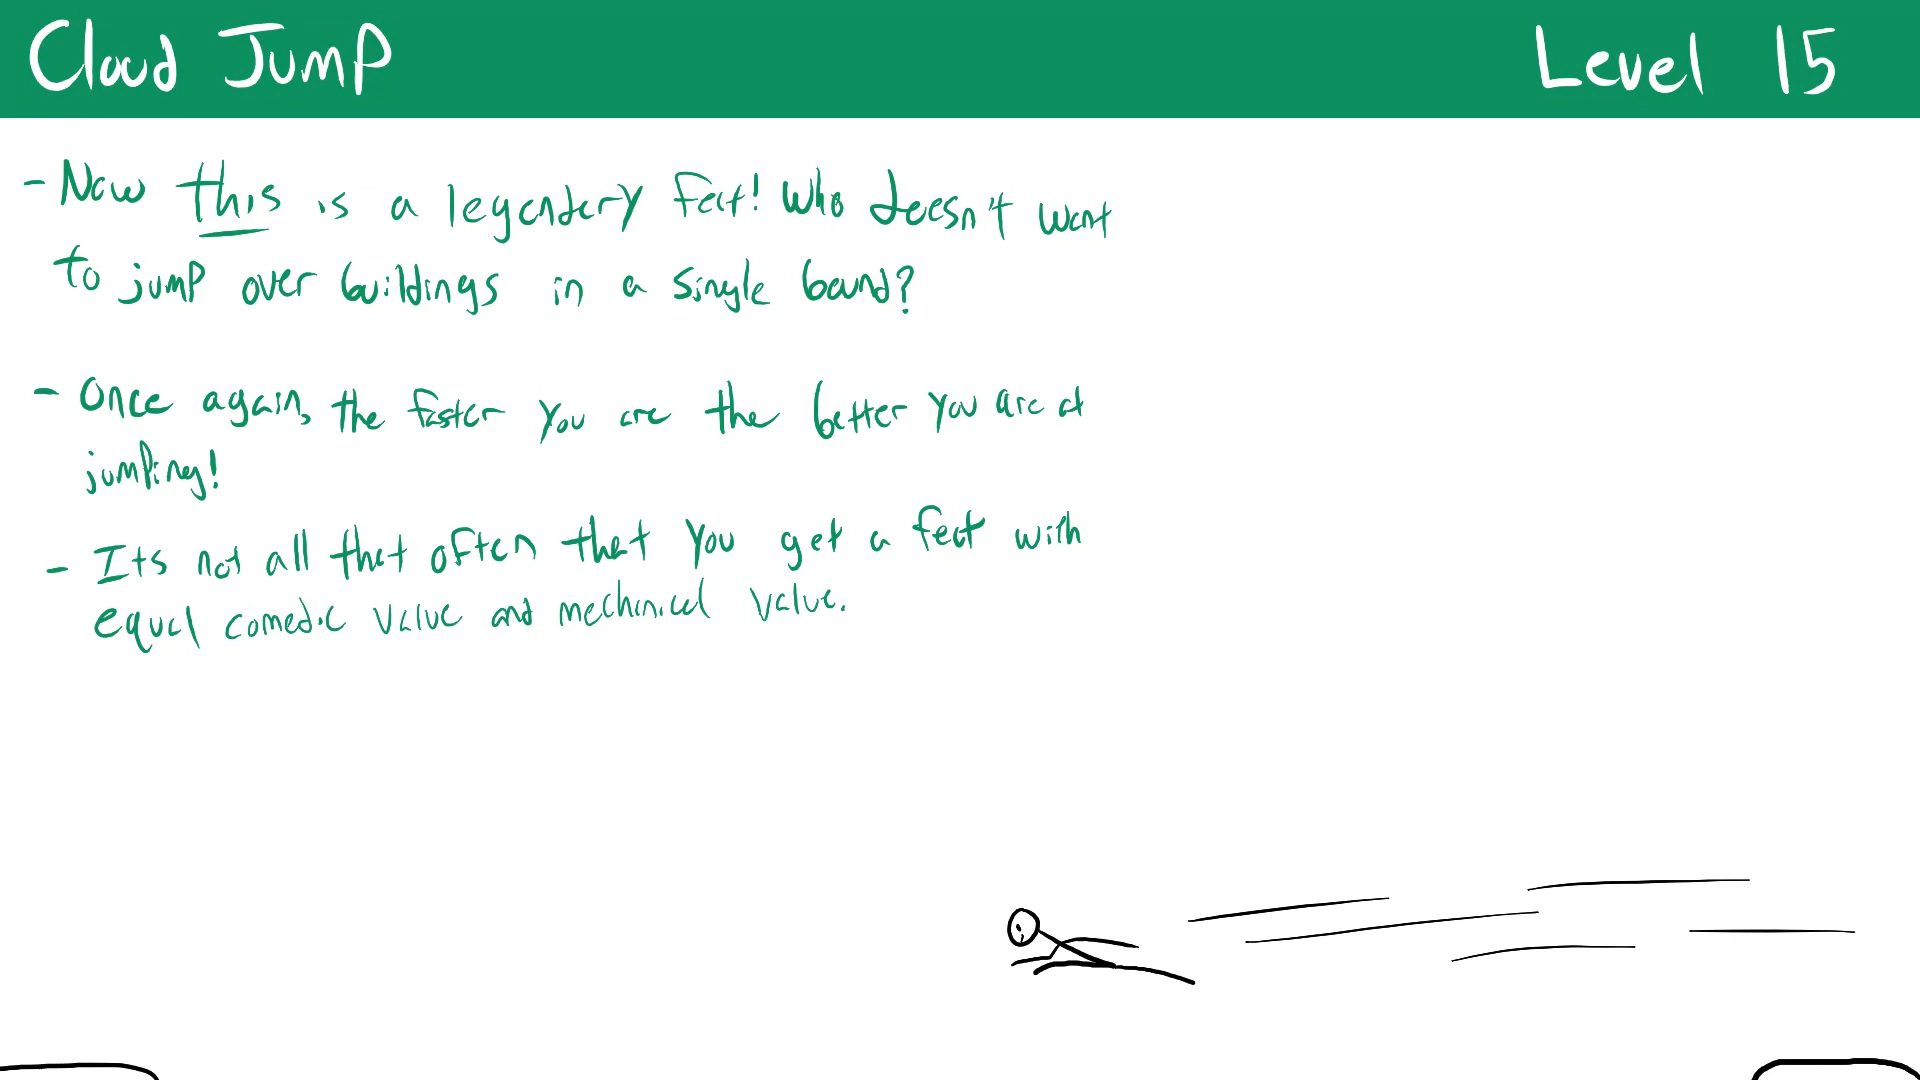 Cloud Jump
Level 15
- Now this is a legendary feat! Who doesn't want
to jump over buildings in a single bound?
- Once again, the faster you are the better you are at
jumping!
- Its not all that often that you get a feat with
equal comedic value and mechanical value.